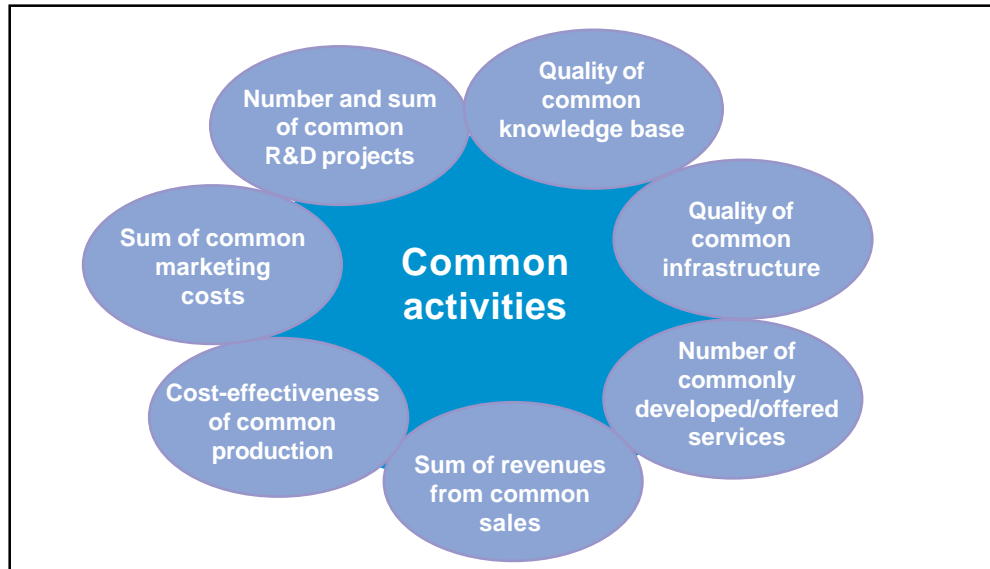 Number and sum
of common
R&D projects
Quality of
common
knowledge base
Sum of common
marketing
costs
Common
activities
Quality of
common
infrastructure
Cost-effectiveness
of common
production
Sum of revenues
from common
sales
Number of
commonly
developed/offered
services